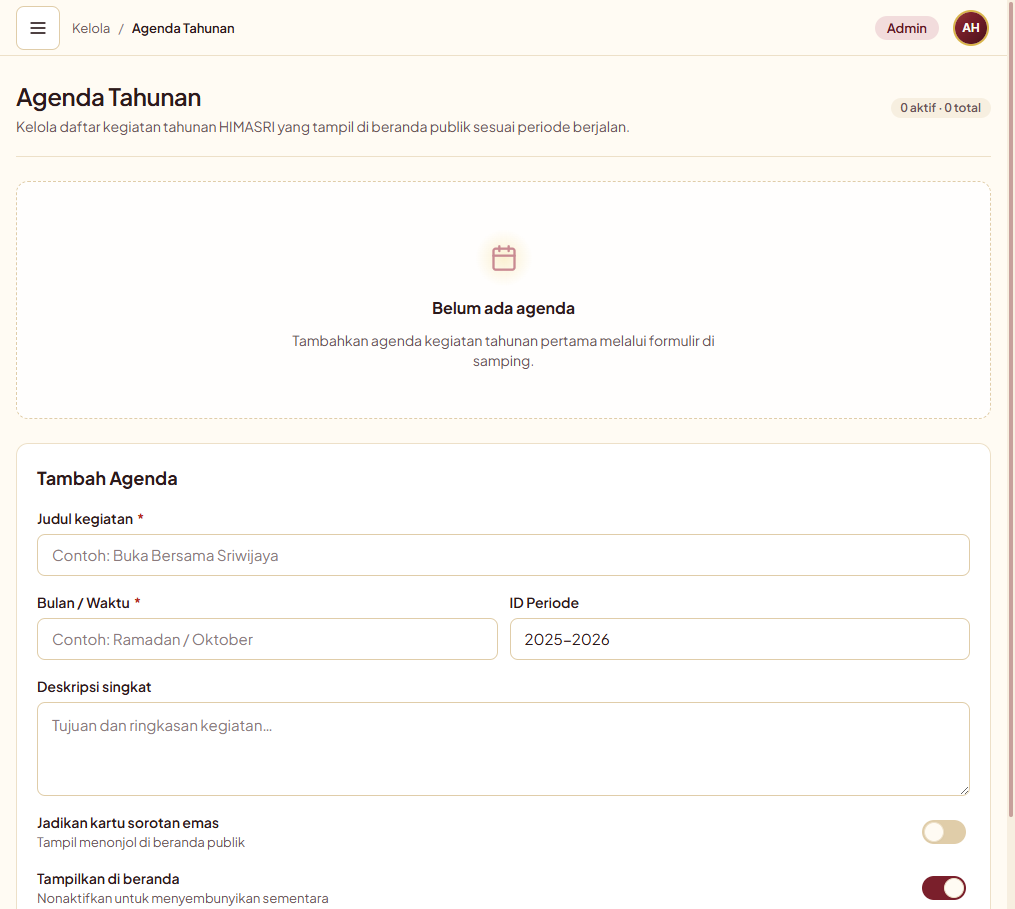 Kelola / Agenda Tahunan
Admin
AH
Agenda Tahunan
0 aktif · 0 total
Kelola daftar kegiatan tahunan HIMASRI yang tampil di beranda publik sesuai periode berjalan.
Belum ada agenda
Tambahkan agenda kegiatan tahunan pertama melalui formulir di
samping.
Tambah Agenda
Judul kegiatan *
Contoh: Buka Bersama Sriwijaya
Bulan / Waktu *
Contoh: Ramadan / Oktober
ID Periode
2025–2026
Deskripsi singkat
Tujuan dan ringkasan kegiatan…
Jadikan kartu sorotan emas
Tampil menonjol di beranda publik
Tampilkan di beranda
Nonaktifkan untuk menyembunyikan sementara